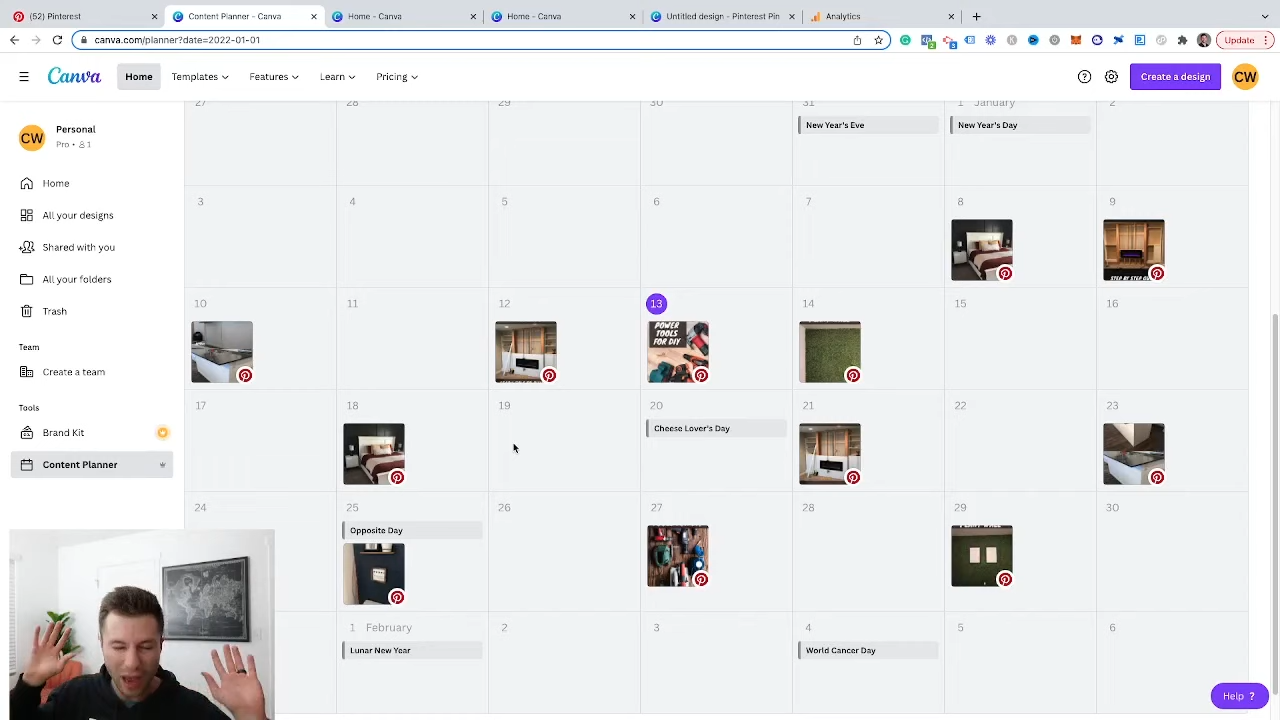 (52) Pinterest
Content Planner - Canva
Home - Canva
Home - Canva
Untitled design - Pinterest Pin
Analytics
canva.com/planner?date=2022-01-01
Update
Canva
Home
Templates
Features
Learn
Pricing
Create a design
CW
CW
Personal
Pro • 1
Home
All your designs
Shared with you
All your folders
Trash
Team
Create a team
Tools
Brand Kit
Content Planner
27
28
29
30
31
1 January
2
New Year's Eve
New Year's Day
3
4
5
6
7
8
9
STEP BY STEP
10
11
12
13
14
15
16
POWER
TOOLS
FOR DIY
17
18
19
20
21
22
23
Cheese Lover's Day
24
25
26
27
28
29
30
Opposite Day
1 February
2
3
4
5
6
Lunar New Year
World Cancer Day
Help ?